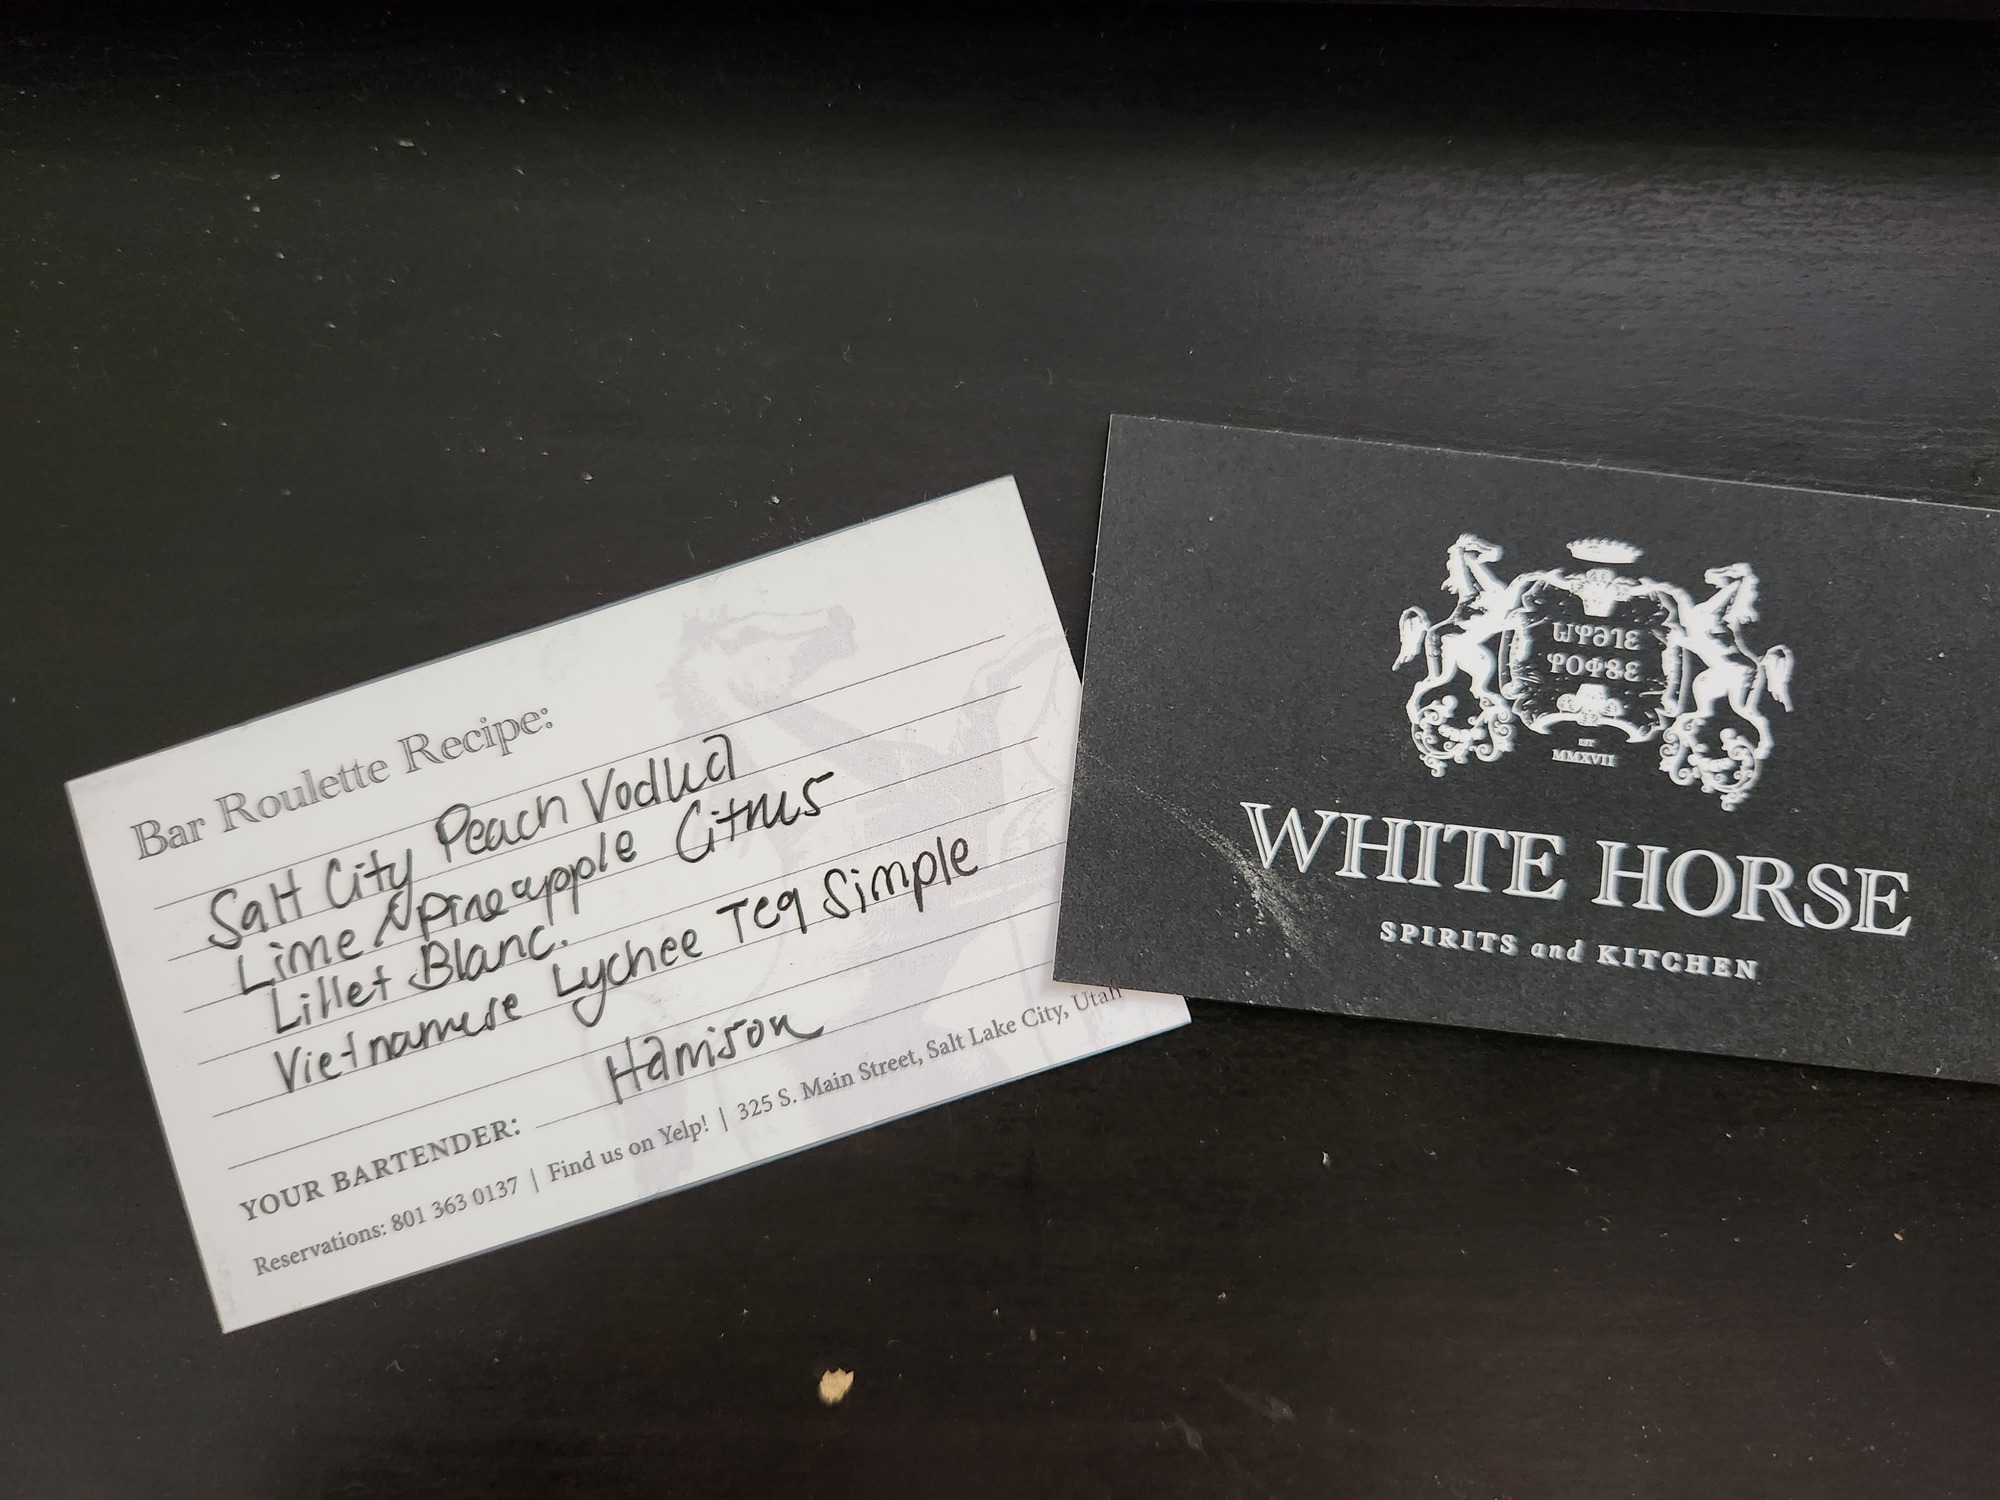 Bar Roulette Recipe:
Salt City Peach Vodka
Lime & Pineapple Citrus
Lillet Blanc.
Vietnamese Lychee Tea Simple
YOUR BARTENDER: Harrison
Reservations: 801 363 0137 | Find us on Yelp! | 325 S. Main Street, Salt Lake City, Utah
EST
MMXVII
WHITE HORSE
SPIRITS and KITCHEN